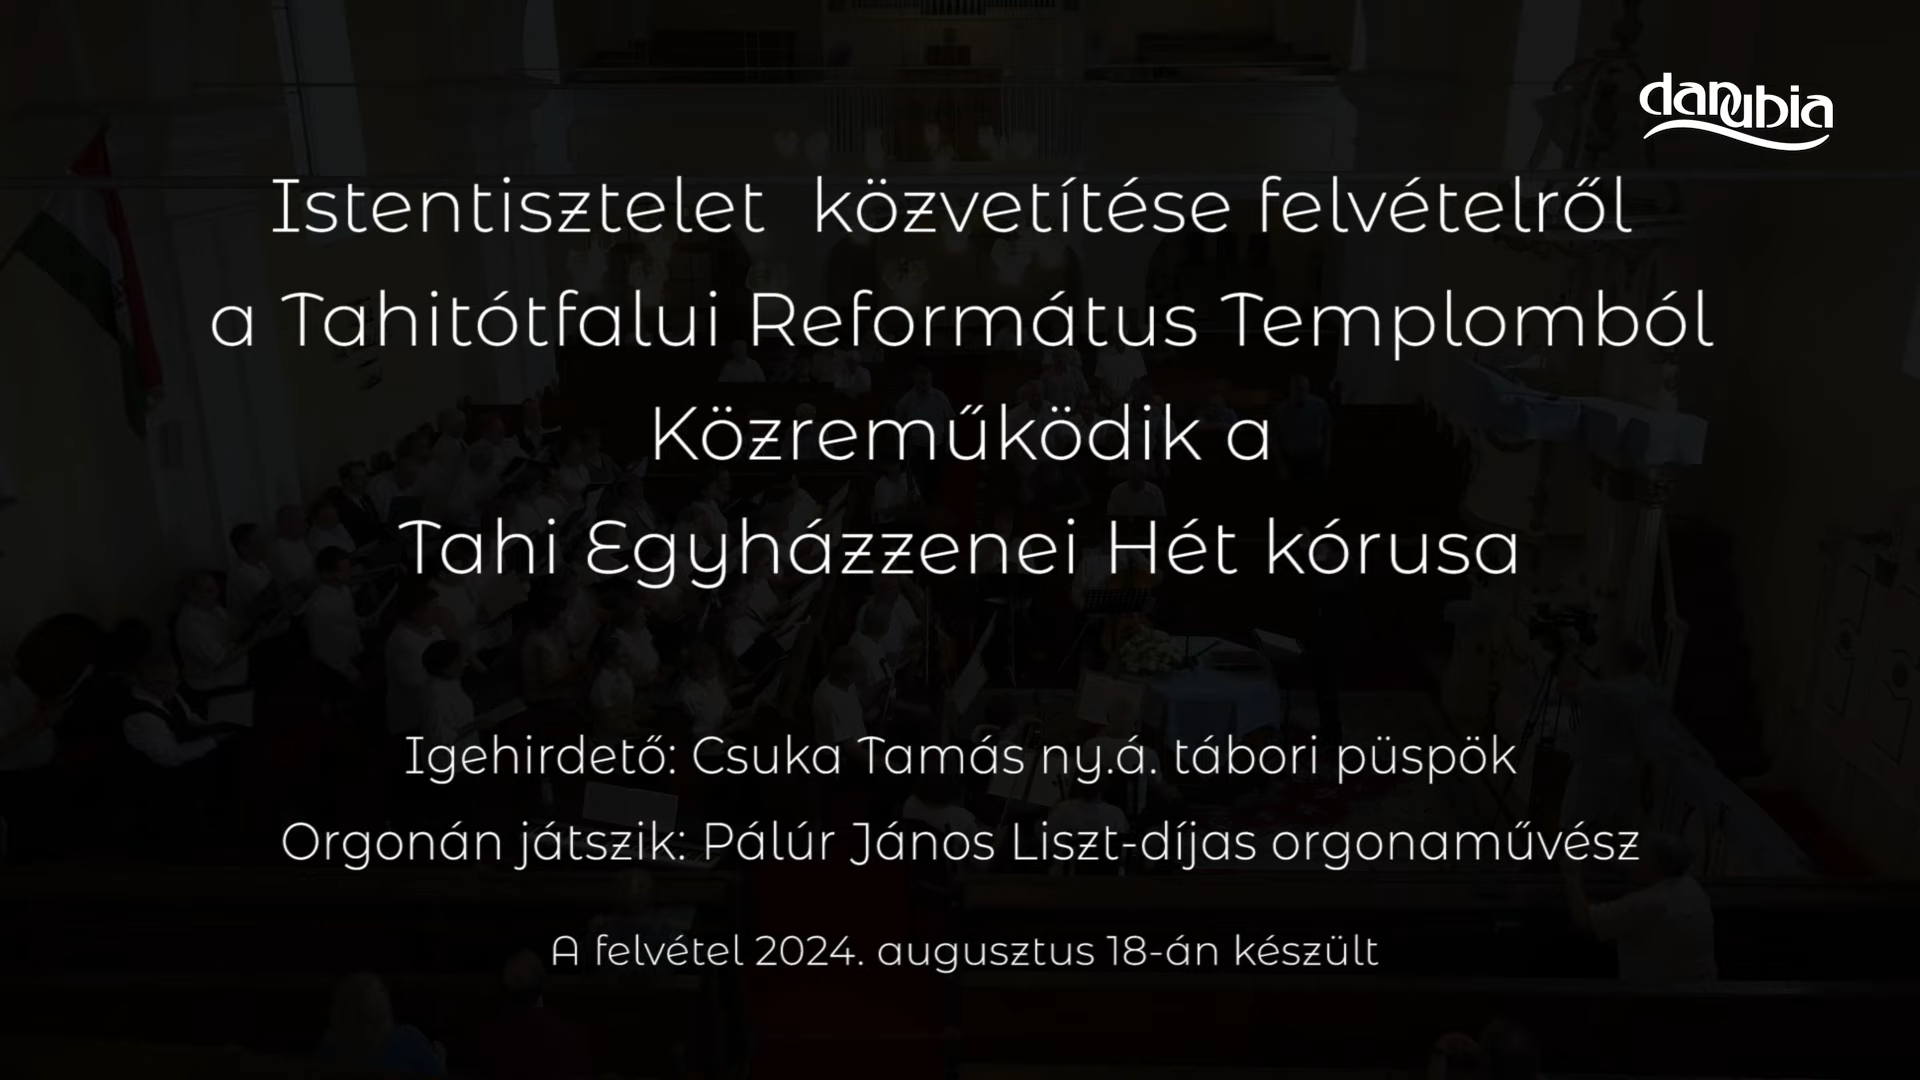 danubia
Istentisztelet közvetítése felvételről
a Tahitótfalui Református Templomból
Közreműködik a
Tahi Egyházzenei Hét kórusa
Igehirdető: Csuka Tamás ny.á. tábori püspök
Orgonán játszik: Pálúr János Liszt-díjas orgonaművész
A felvétel 2024. augusztus 18-án készült